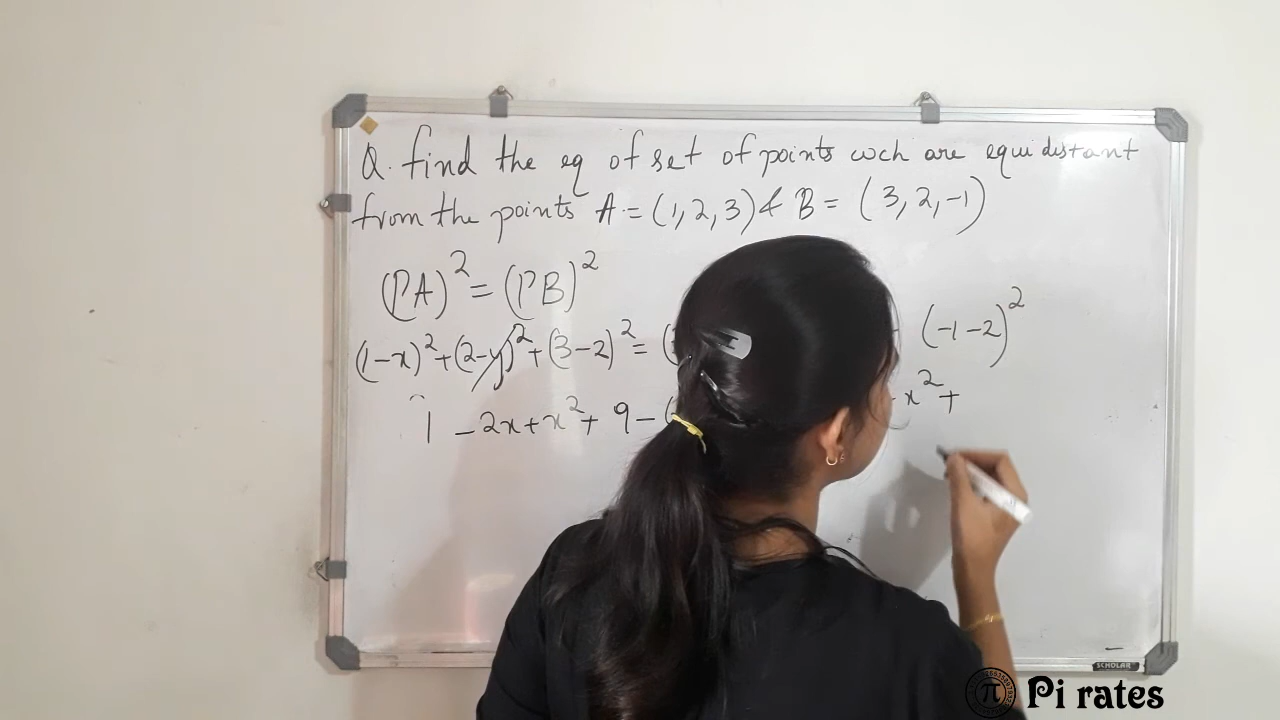 Q. find the eq of set of points wch are equidistant
from the points A = (1, 2, 3) & B = (3, 2, -1)
(PA)² = (PB)²
(1-x)² + (2-y)² + (3-2)² = ( (-1-2)²
1 - 2x + x² + 9 - x² +
SCHOLAR
π Pi rates